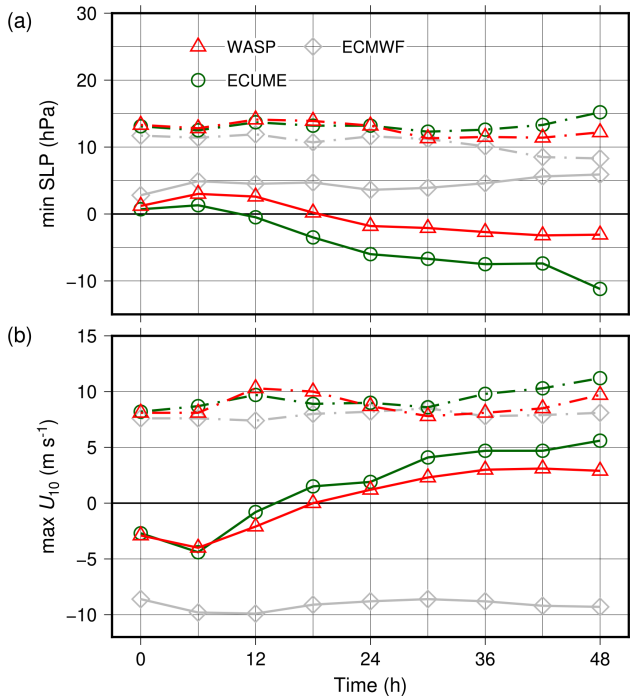 (a)
30
20
10
0
−10
min SLP (hPa)
WASP
ECMWF
ECUME
(b)
15
10
5
0
−5
−10
max U10 (m s-1)
0 12 24 36 48
Time (h)